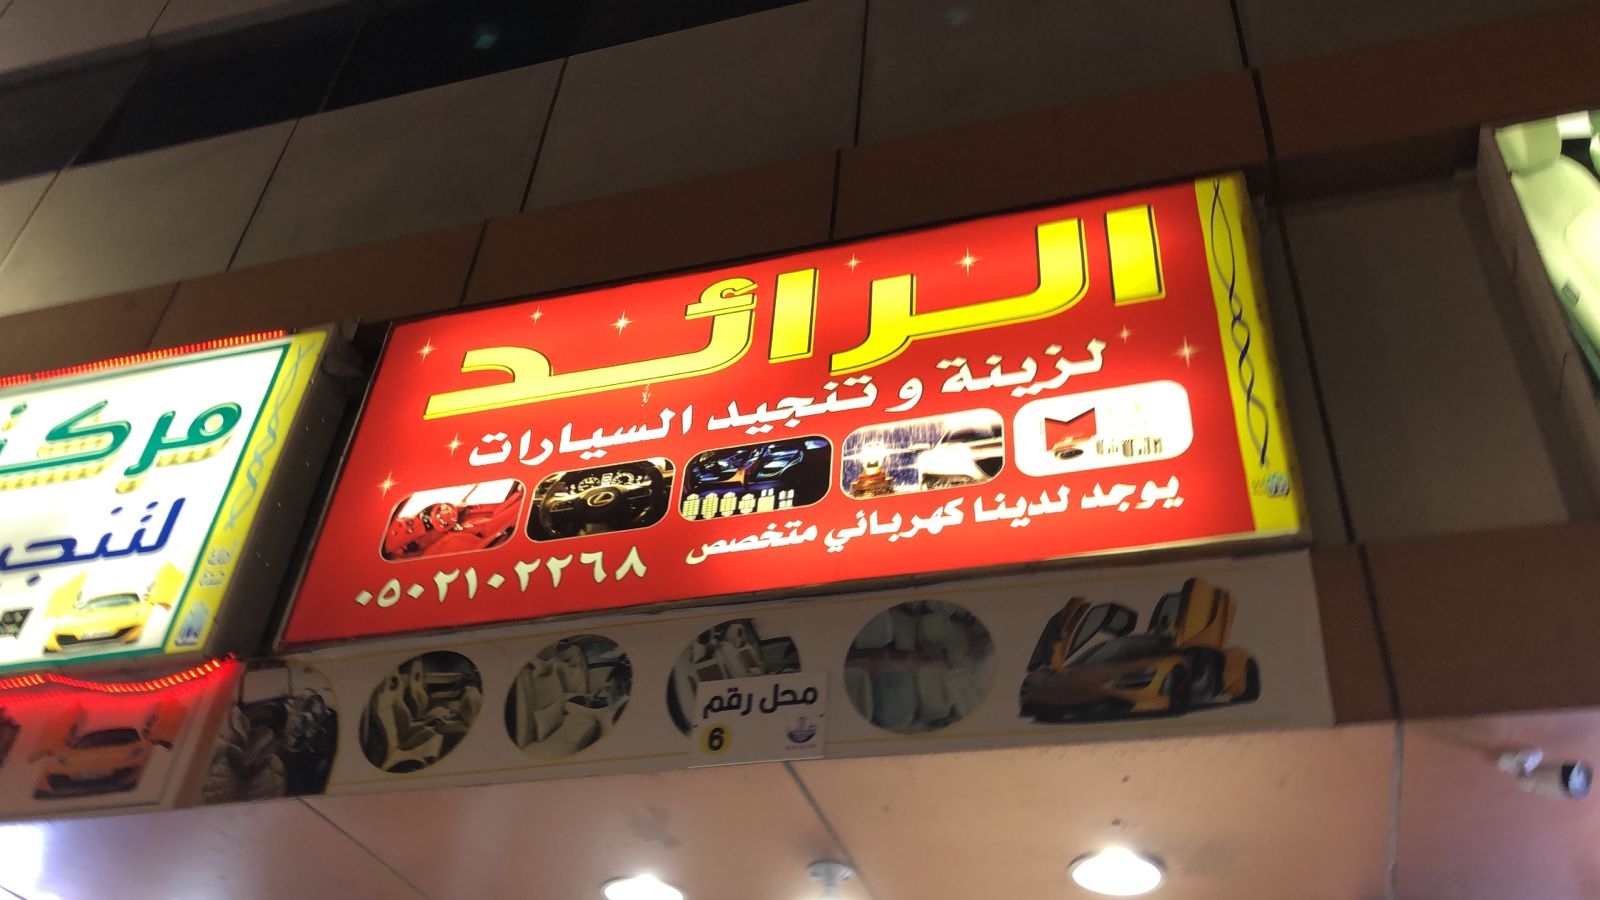 الرائد
لزينة و تنجيد السيارات
يوجد لدينا كهربائي متخصص
٠٥٠٢١٠٢٢٦٨
محل رقم
6